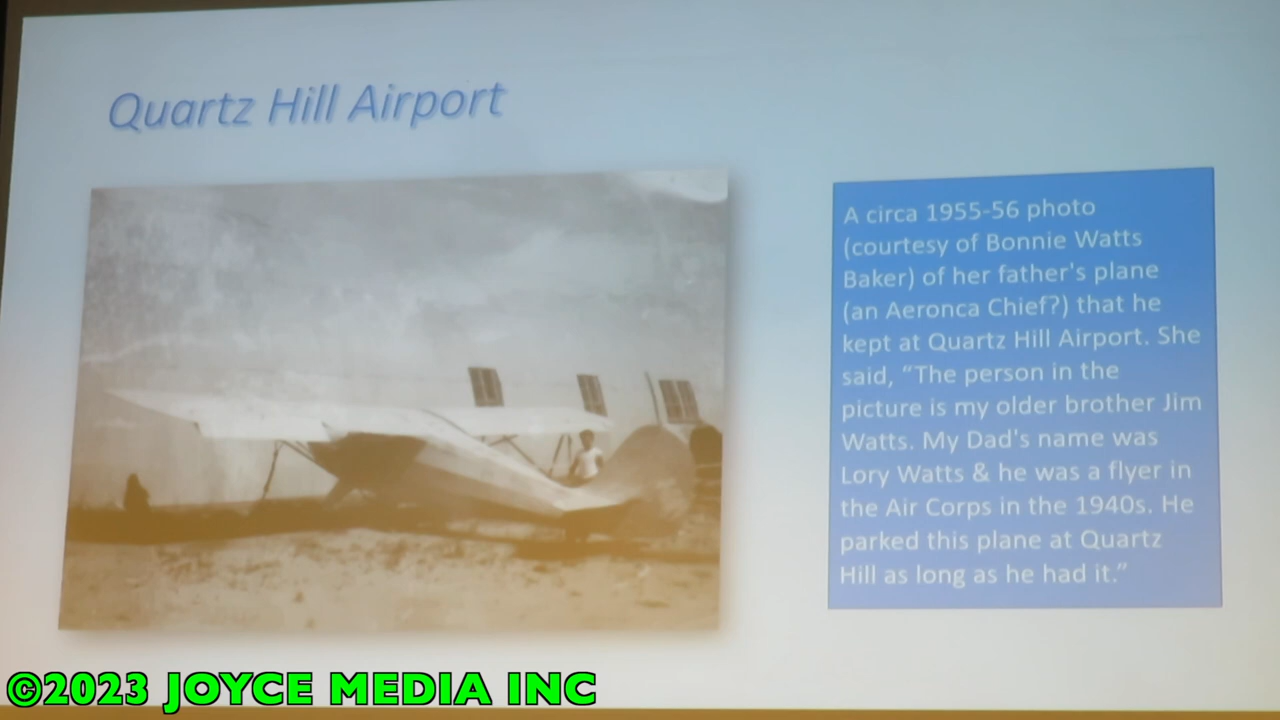 Quartz Hill Airport
A circa 1955-56 photo
(courtesy of Bonnie Watts
Baker) of her father's plane
(an Aeronca Chief?) that he
kept at Quartz Hill Airport. She
said, “The person in the
picture is my older brother Jim
Watts. My Dad's name was
Lory Watts & he was a flyer in
the Air Corps in the 1940s. He
parked this plane at Quartz
Hill as long as he had it.”
©2023 JOYCE MEDIA INC